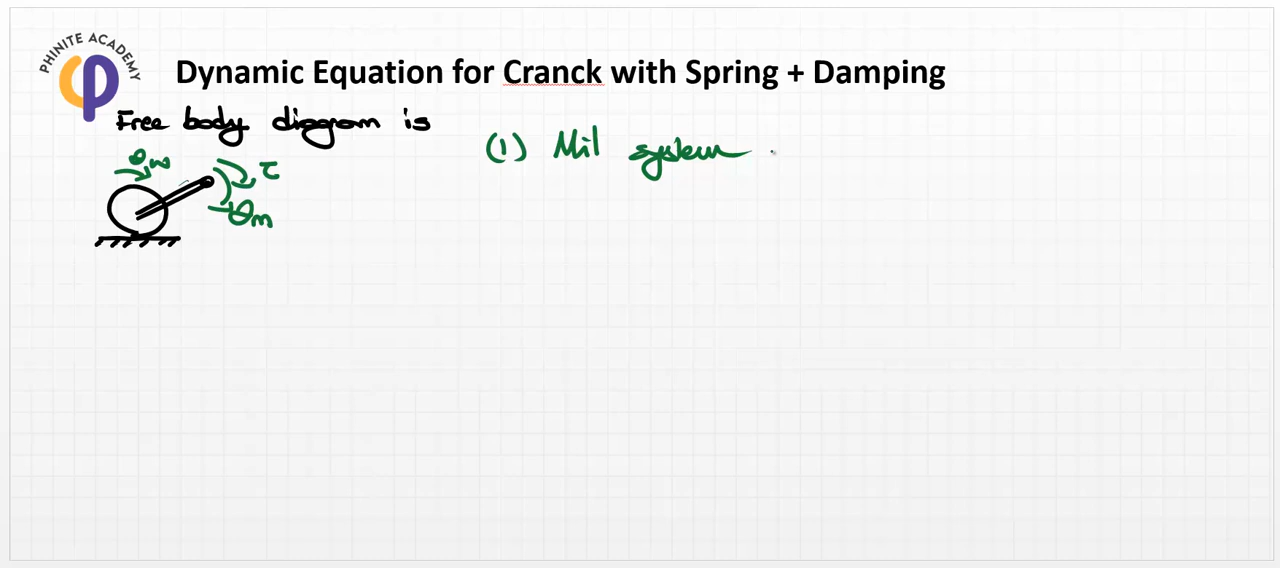 PHINITE ACADEMY
Dynamic Equation for Cranck with Spring + Damping
Free body diagram is
(1) Mil system
θw
τ
θm